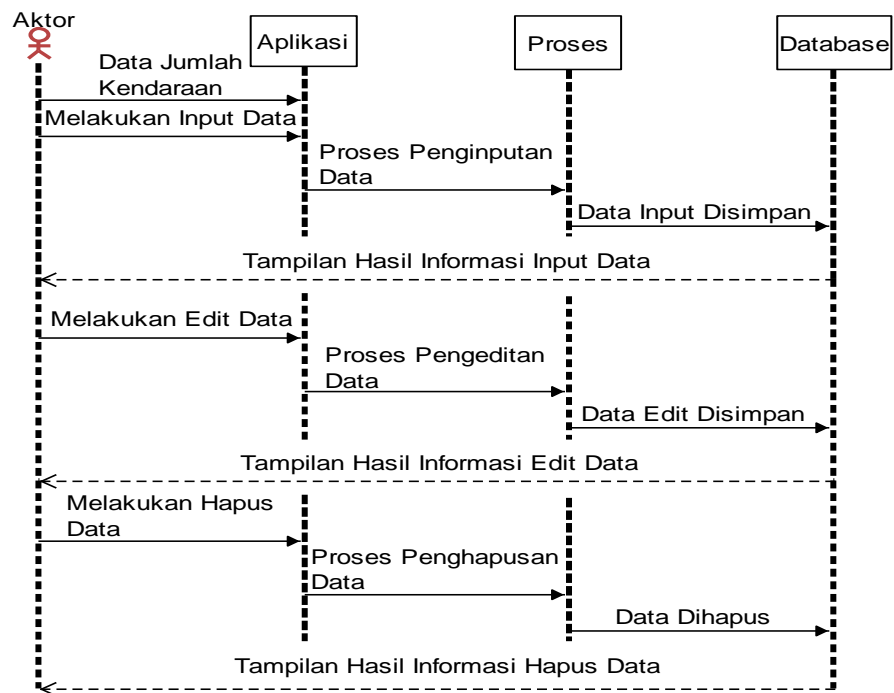 Aktor
Aplikasi
Proses
Database
Data Jumlah
Kendaraan
Melakukan Input Data
Proses Penginputan
Data
Data Input Disimpan
Tampilan Hasil Informasi Input Data
Melakukan Edit Data
Proses Pengeditan
Data
Data Edit Disimpan
Tampilan Hasil Informasi Edit Data
Melakukan Hapus
Data
Proses Penghapusan
Data
Data Dihapus
Tampilan Hasil Informasi Hapus Data